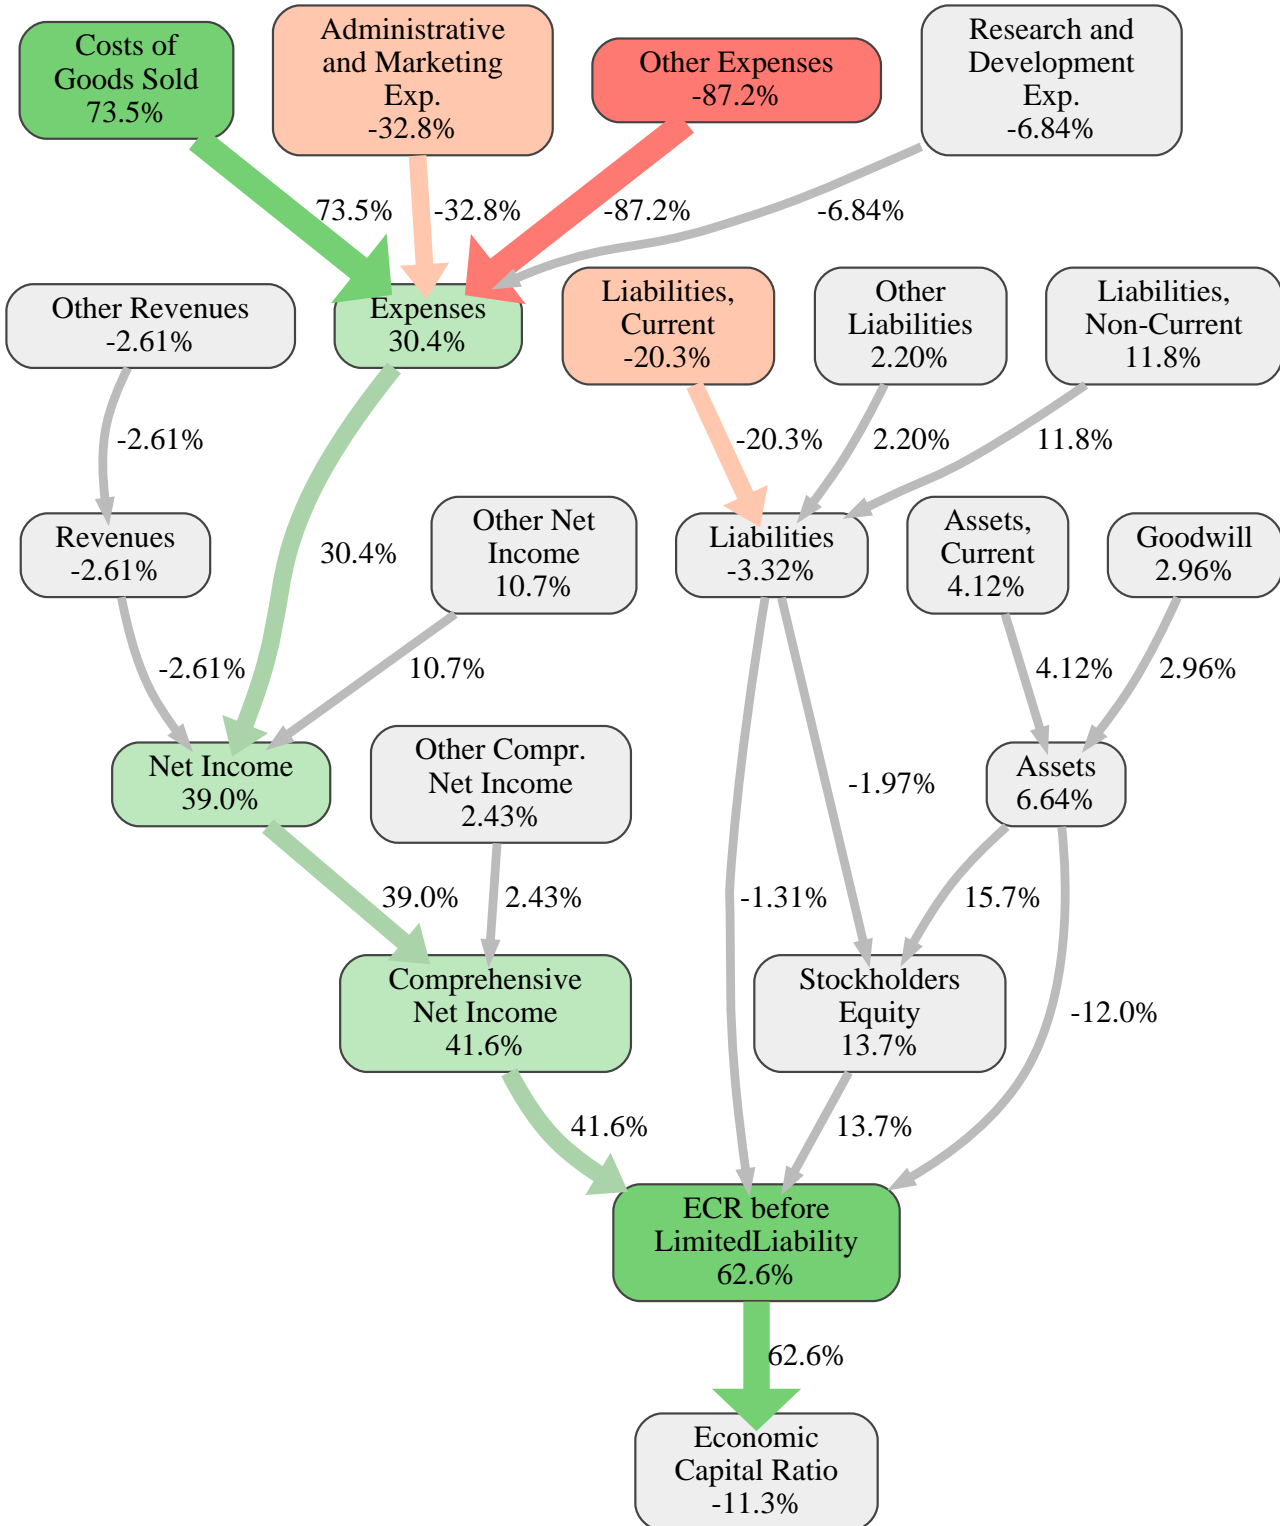 Costs of
Goods Sold
73.5%
Administrative
and Marketing
Exp.
-32.8%
Other Expenses
-87.2%
Research and
Development
Exp.
-6.84%
73.5%
-32.8%
-87.2%
-6.84%
Other Revenues
-2.61%
Expenses
30.4%
Liabilities,
Current
-20.3%
Other
Liabilities
2.20%
Liabilities,
Non-Current
11.8%
-2.61%
-20.3%
2.20%
11.8%
Revenues
-2.61%
30.4%
Other Net
Income
10.7%
Liabilities
-3.32%
Assets,
Current
4.12%
Goodwill
2.96%
-2.61%
10.7%
4.12%
2.96%
Net Income
39.0%
Other Compr.
Net Income
2.43%
-1.97%
Assets
6.64%
39.0%
2.43%
-1.31%
15.7%
Comprehensive
Net Income
41.6%
Stockholders
Equity
13.7%
-12.0%
41.6%
13.7%
ECR before
LimitedLiability
62.6%
62.6%
Economic
Capital Ratio
-11.3%